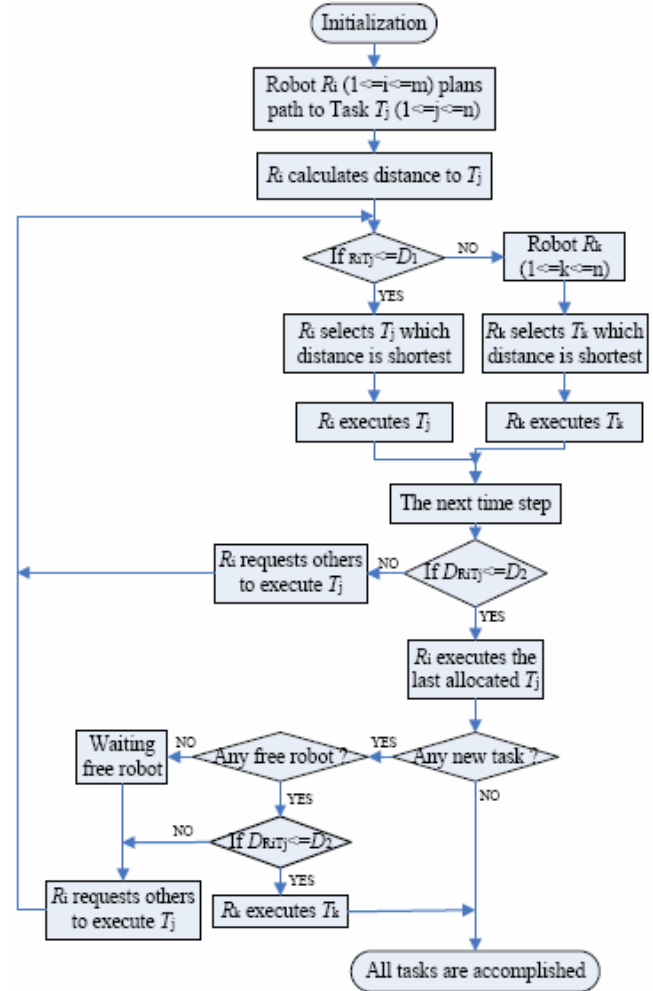 Initialization
Robot Ri (1<=i<=m) plans
path to Task Tj (1<=j<=n)
Ri calculates distance to Tj
If RiTj<=D1
NO
Robot Rk
(1<=k<=n)
YES
Ri selects Tj which
distance is shortest
Rk selects Tk which
distance is shortest
Ri executes Tj
Rk executes Tk
The next time step
If DRiTj<=D2
NO
Ri requests others
to execute Tj
YES
Ri executes the
last allocated Tj
Any new task ?
YES
Any free robot ?
NO
Waiting
free robot
NO
YES
If DRiTj<=D2
NO
YES
Rk executes Tk
Ri requests others
to execute Tj
All tasks are accomplished